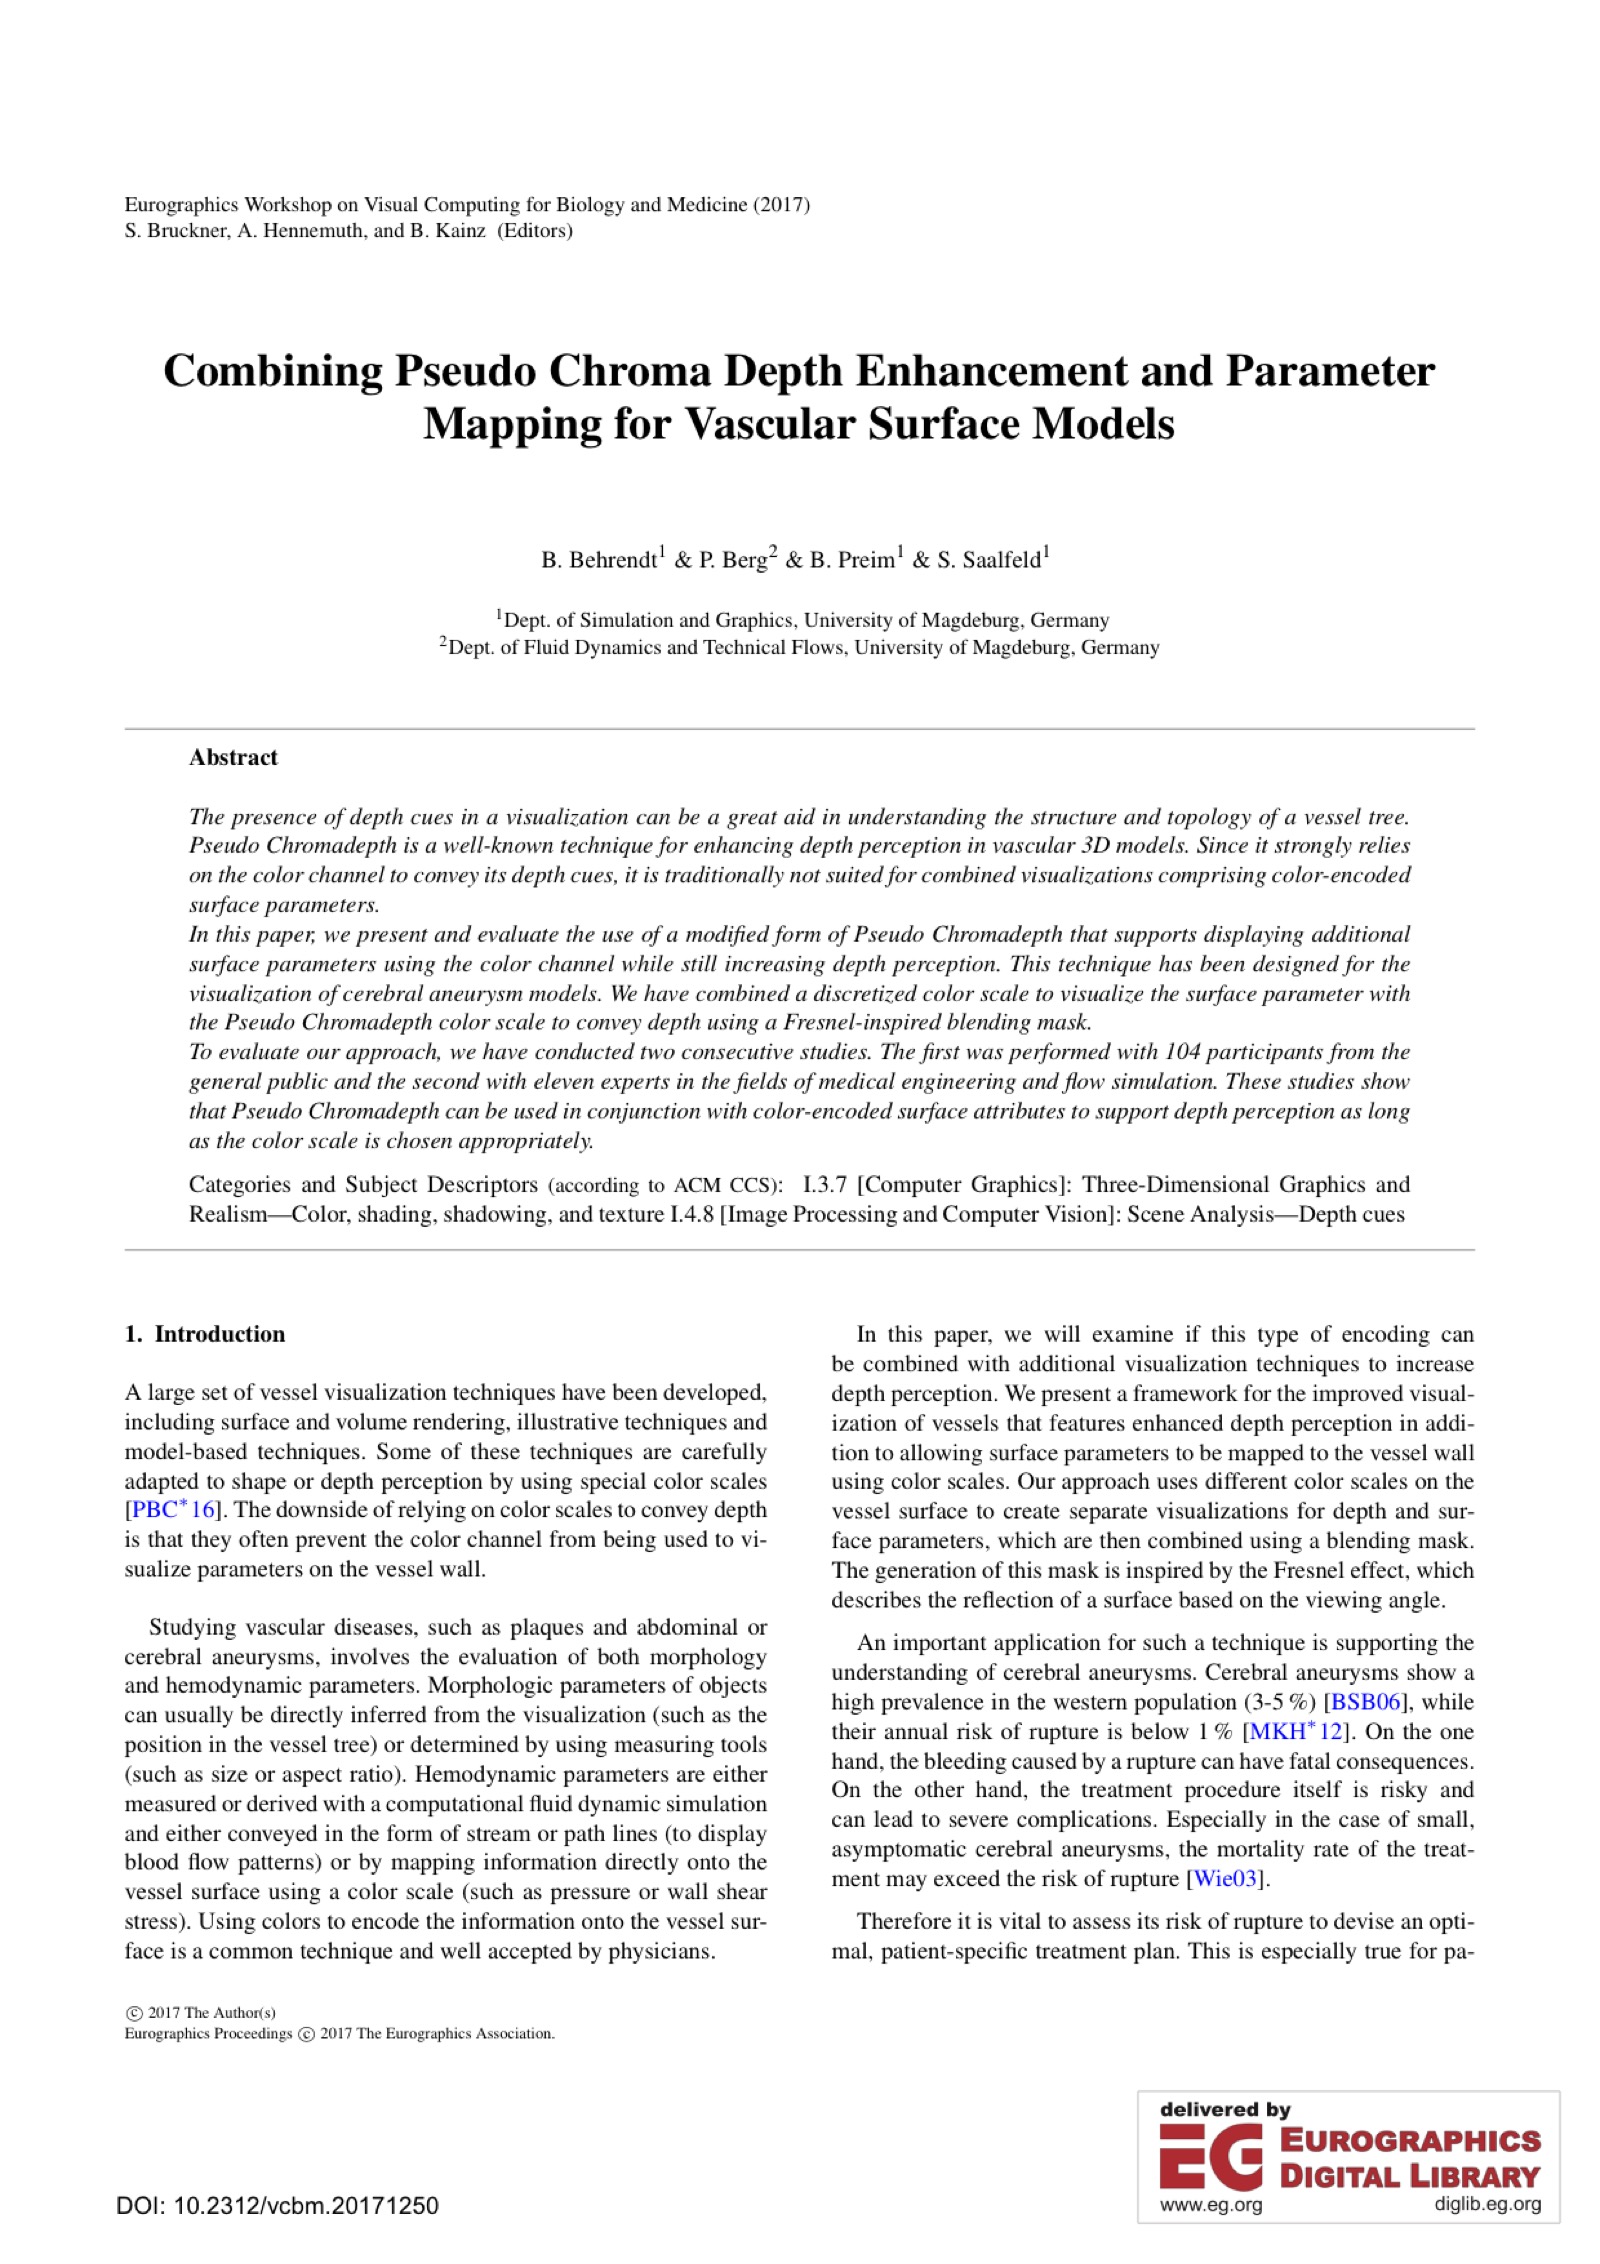 Eurographics Workshop on Visual Computing for Biology and Medicine (2017)
S. Bruckner, A. Hennemuth, and B. Kainz (Editors)
Combining Pseudo Chroma Depth Enhancement and Parameter
Mapping for Vascular Surface Models
B. Behrendt1 & P. Berg2 & B. Preim1 & S. Saalfeld1
1Dept. of Simulation and Graphics, University of Magdeburg, Germany
2Dept. of Fluid Dynamics and Technical Flows, University of Magdeburg, Germany
Abstract
The presence of depth cues in a visualization can be a great aid in understanding the structure and topology of a vessel tree.
Pseudo Chromadepth is a well-known technique for enhancing depth perception in vascular 3D models. Since it strongly relies
on the color channel to convey its depth cues, it is traditionally not suited for combined visualizations comprising color-encoded
surface parameters.
In this paper, we present and evaluate the use of a modified form of Pseudo Chromadepth that supports displaying additional
surface parameters using the color channel while still increasing depth perception. This technique has been designed for the
visualization of cerebral aneurysm models. We have combined a discretized color scale to visualize the surface parameter with
the Pseudo Chromadepth color scale to convey depth using a Fresnel-inspired blending mask.
To evaluate our approach, we have conducted two consecutive studies. The first was performed with 104 participants from the
general public and the second with eleven experts in the fields of medical engineering and flow simulation. These studies show
that Pseudo Chromadepth can be used in conjunction with color-encoded surface attributes to support depth perception as long
as the color scale is chosen appropriately.
Categories and Subject Descriptors (according to ACM CCS): I.3.7 [Computer Graphics]: Three-Dimensional Graphics and
Realism—Color, shading, shadowing, and texture I.4.8 [Image Processing and Computer Vision]: Scene Analysis—Depth cues
1. Introduction
A large set of vessel visualization techniques have been developed,
including surface and volume rendering, illustrative techniques and
model-based techniques. Some of these techniques are carefully
adapted to shape or depth perception by using special color scales
[PBC*16]. The downside of relying on color scales to convey depth
is that they often prevent the color channel from being used to vi-
sualize parameters on the vessel wall.
Studying vascular diseases, such as plaques and abdominal or
cerebral aneurysms, involves the evaluation of both morphology
and hemodynamic parameters. Morphologic parameters of objects
can usually be directly inferred from the visualization (such as the
position in the vessel tree) or determined by using measuring tools
(such as size or aspect ratio). Hemodynamic parameters are either
measured or derived with a computational fluid dynamic simulation
and either conveyed in the form of stream or path lines (to display
blood flow patterns) or by mapping information directly onto the
vessel surface using a color scale (such as pressure or wall shear
stress). Using colors to encode the information onto the vessel sur-
face is a common technique and well accepted by physicians.
In this paper, we will examine if this type of encoding can
be combined with additional visualization techniques to increase
depth perception. We present a framework for the improved visual-
ization of vessels that features enhanced depth perception in addi-
tion to allowing surface parameters to be mapped to the vessel wall
using color scales. Our approach uses different color scales on the
vessel surface to create separate visualizations for depth and sur-
face parameters, which are then combined using a blending mask.
The generation of this mask is inspired by the Fresnel effect, which
describes the reflection of a surface based on the viewing angle.
An important application for such a technique is supporting the
understanding of cerebral aneurysms. Cerebral aneurysms show a
high prevalence in the western population (3-5 %) [BSB06], while
their annual risk of rupture is below 1 % [MKH*12]. On the one
hand, the bleeding caused by a rupture can have fatal consequences.
On the other hand, the treatment procedure itself is risky and
can lead to severe complications. Especially in the case of small,
asymptomatic cerebral aneurysms, the mortality rate of the treat-
ment may exceed the risk of rupture [Wie03].
Therefore it is vital to assess its risk of rupture to devise an opti-
mal, patient-specific treatment plan. This is especially true for pa-
© 2017 The Author(s)
Eurographics Proceedings © 2017 The Eurographics Association.
DOI: 10.2312/vcbm.20171250
delivered by
EG EUROGRAPHICS
DIGITAL LIBRARY
www.eg.org diglib.eg.org